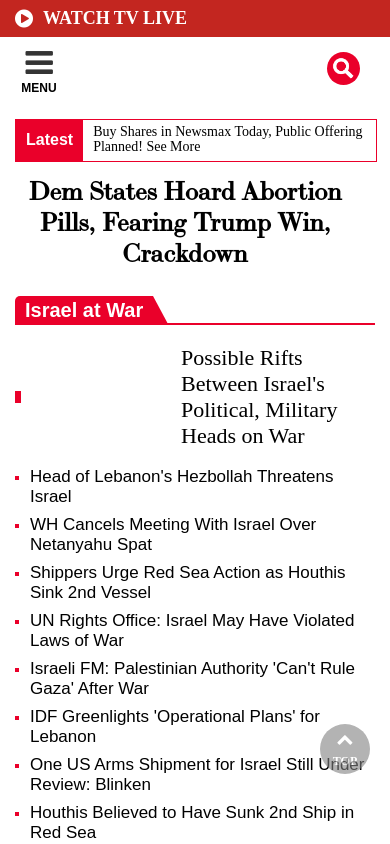 WATCH TV LIVE
MENU
Latest
Buy Shares in Newsmax Today, Public Offering
Planned! See More
Dem States Hoard Abortion
Pills, Fearing Trump Win,
Crackdown
Israel at War
Possible Rifts
Between Israel's
Political, Military
Heads on War
Head of Lebanon's Hezbollah Threatens
Israel
WH Cancels Meeting With Israel Over
Netanyahu Spat
Shippers Urge Red Sea Action as Houthis
Sink 2nd Vessel
UN Rights Office: Israel May Have Violated
Laws of War
Israeli FM: Palestinian Authority 'Can't Rule
Gaza' After War
IDF Greenlights 'Operational Plans' for
Lebanon
TOP
One US Arms Shipment for Israel Still Under
Review: Blinken
Houthis Believed to Have Sunk 2nd Ship in
Red Sea